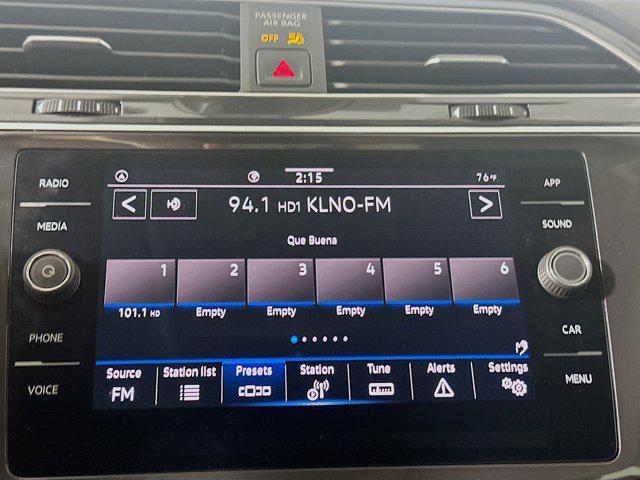 PASSENGER
AIR BAG
OFF
RADIO
MEDIA
PHONE
VOICE
2:15
76°F
94.1 HD1 KLNO-FM
Que Buena
1 2 3 4 5 6
101.1 HD Empty Empty Empty Empty Empty
Source Station list Presets Station Tune Alerts Settings
FM
APP
SOUND
CAR
MENU